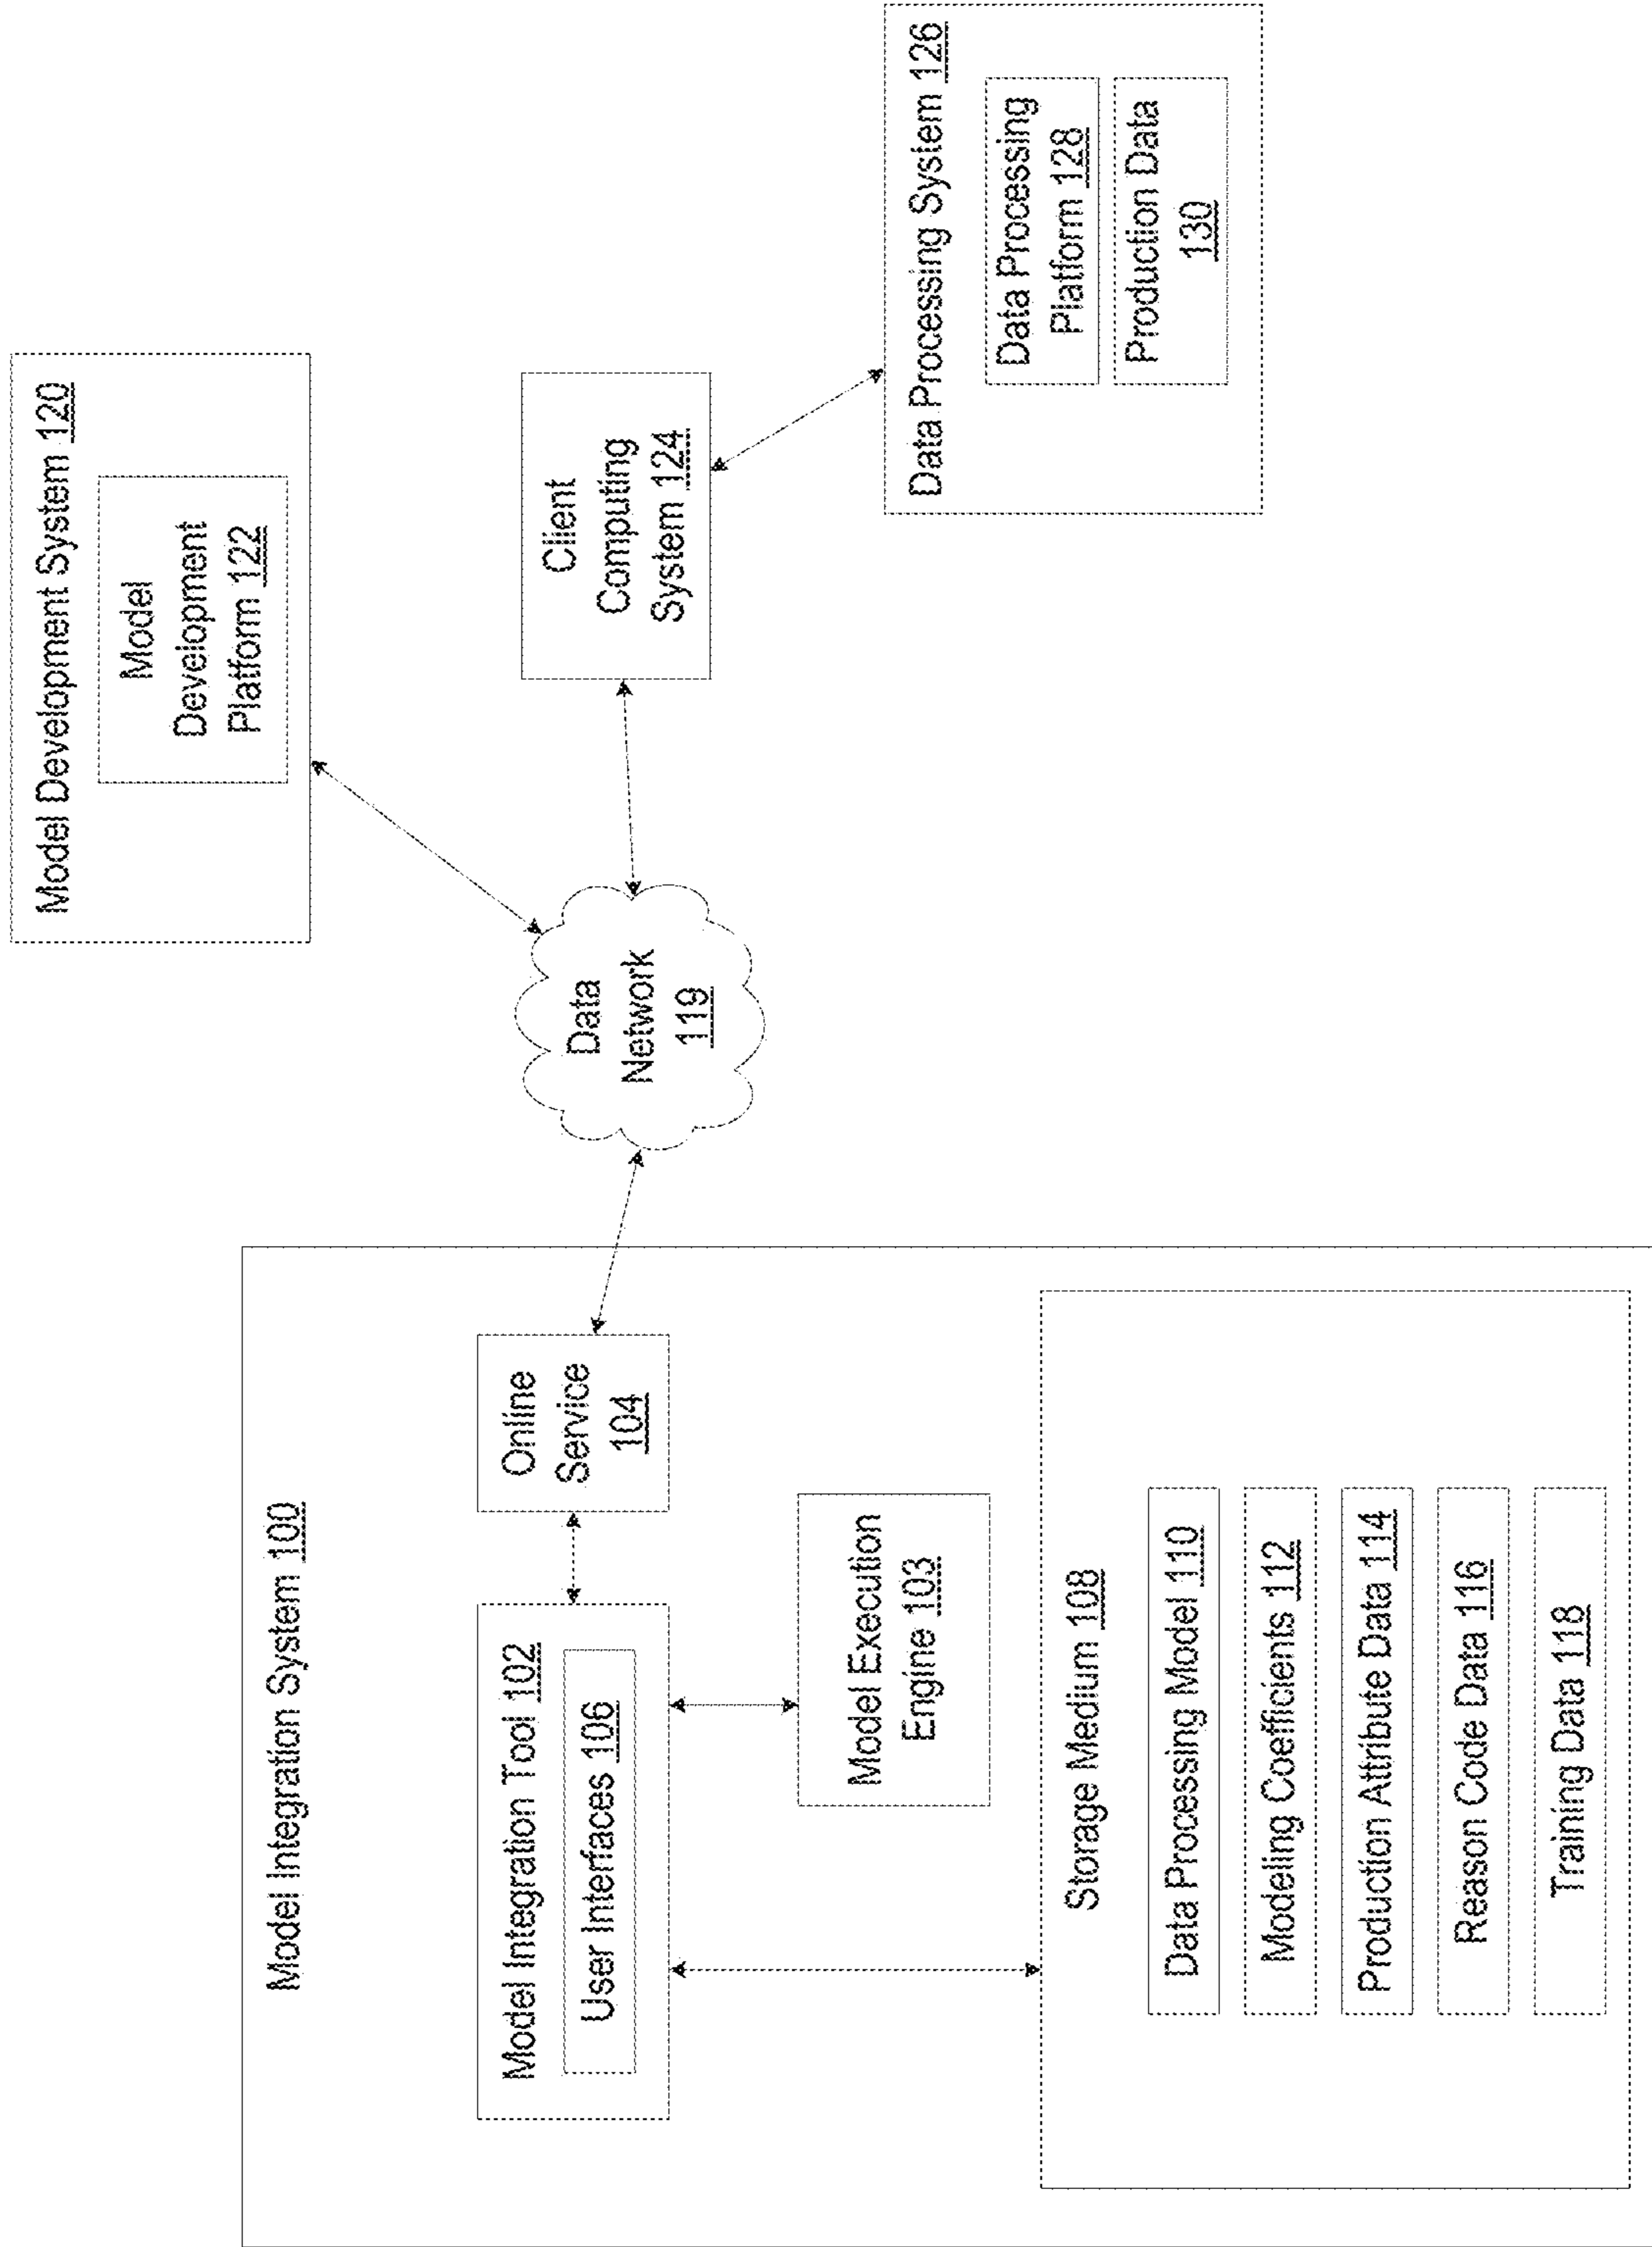 Model Integration System 100
Model Integration Tool 102
User Interfaces 106
Online
Service
104
Model Execution
Engine 103
Storage Medium 108
Data Processing Model 110
Modeling Coefficients 112
Production Attribute Data 114
Reason Code Data 116
Training Data 118
Data
Network
119
Model Development System 120
Model
Development
Platform 122
Client
Computing
System 124
Data Processing System 126
Data Processing
Platform 128
Production Data
130